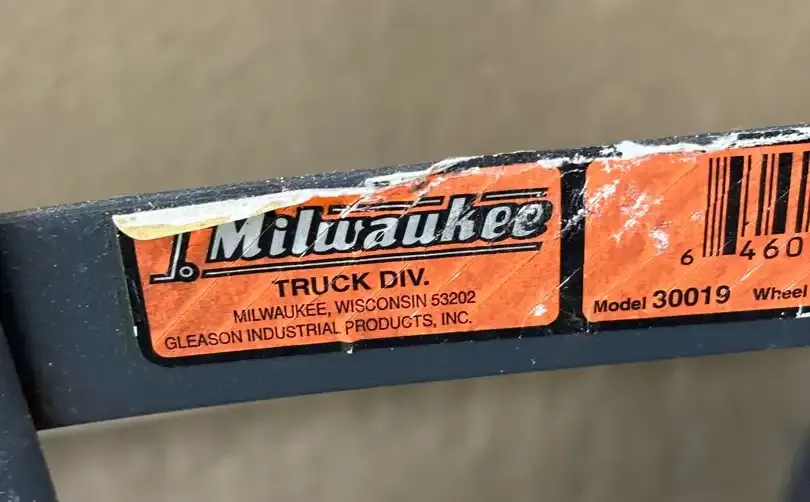 Milwaukee
TRUCK DIV.
MILWAUKEE, WISCONSIN 53202
GLEASON INDUSTRIAL PRODUCTS, INC.
6 460
Model 30019 Wheel